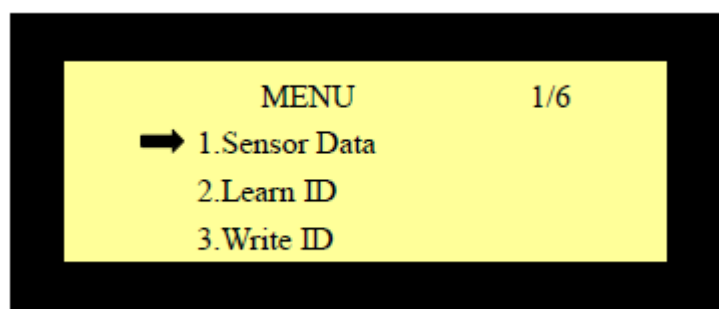 MENU 1/6
1.Sensor Data
2.Learn ID
3.Write ID